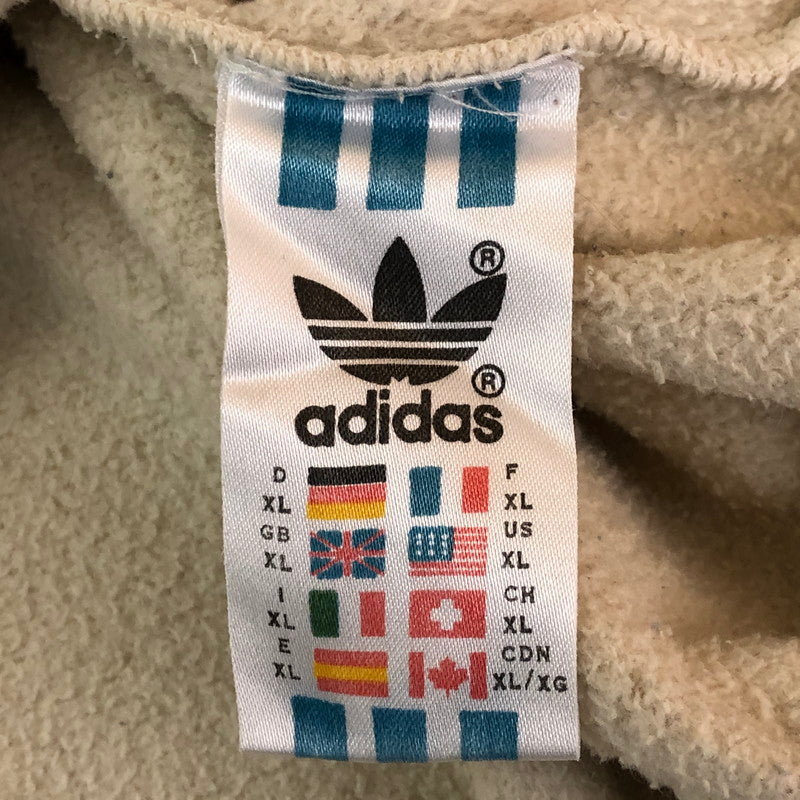 ®
®
adidas
D F
XL XL
GB US
XL XL
I CH
XL XL
E CDN
XL XL/XG